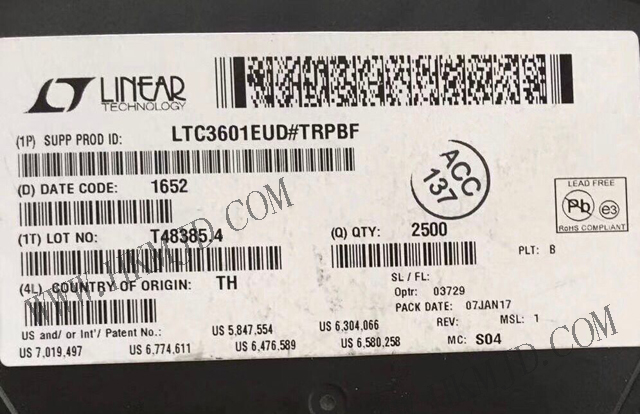 LINEAR
TECHNOLOGY
(1P) SUPP PROD ID: LTC3601EUD#TRPBF
(D) DATE CODE: 1652
ACC
137
LEAD FREE
Pb e3
RoHS COMPLIANT
(1T) LOT NO: T48385.4
(Q) QTY: 2500
PLT: B
(4L) COUNTRY OF ORIGIN: TH
SL / FL:
Optr: 03729
PACK DATE: 07JAN17
REV: MSL: 1
MC: S04
US and/ or Int'/ Patent No.: US 5,847,554 US 6,304,066
US 7,019,497 US 6,774,611 US 6,476,589 US 6,580,258
WWW.HKMJD.COM